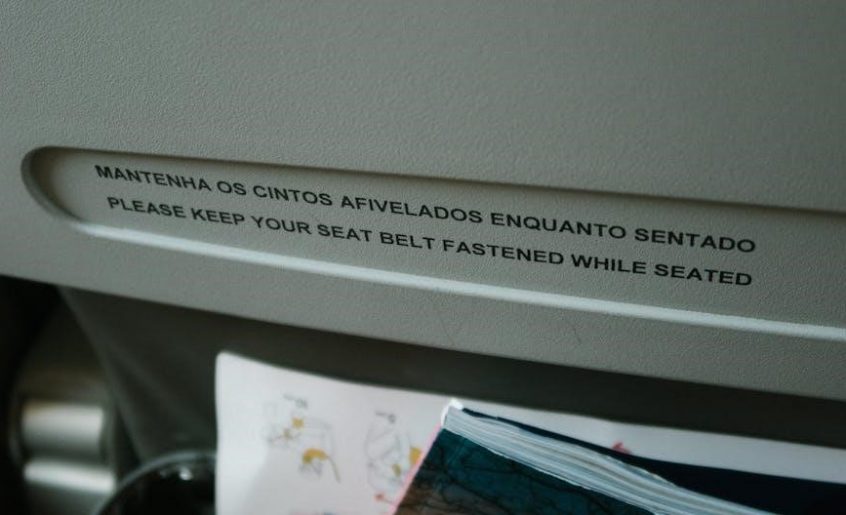 MANTENHA OS CINTOS AFIVELADOS ENQUANTO SENTADO
PLEASE KEEP YOUR SEAT BELT FASTENED WHILE SEATED